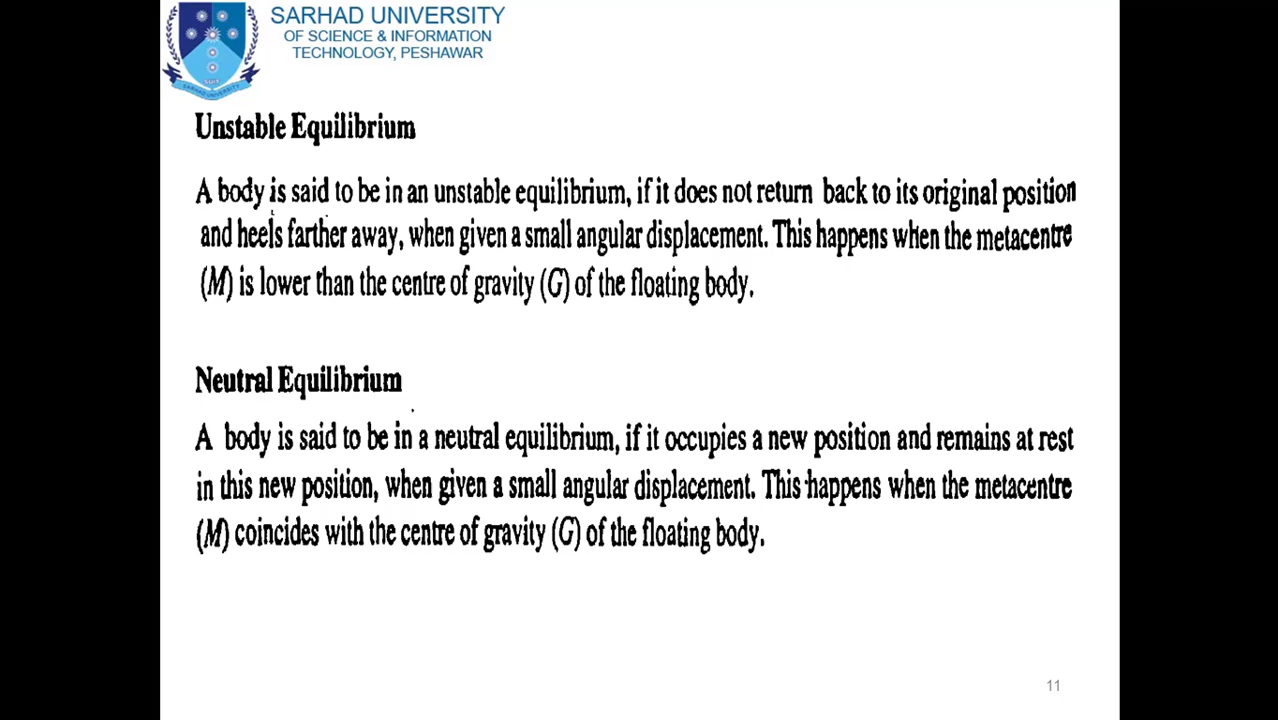 SARHAD UNIVERSITY
OF SCIENCE & INFORMATION
TECHNOLOGY, PESHAWAR
SUIT
SARHAD UNIVERSITY
Unstable Equilibrium
A body is said to be in an unstable equilibrium, if it does not return back to its original position
and heels farther away, when given a small angular displacement. This happens when the metacentre
(M) is lower than the centre of gravity (G) of the floating body.
Neutral Equilibrium
A body is said to be in a neutral equilibrium, if it occupies a new position and remains at rest
in this new position, when given a small angular displacement. This happens when the metacentre
(M) coincides with the centre of gravity (G) of the floating body.
11